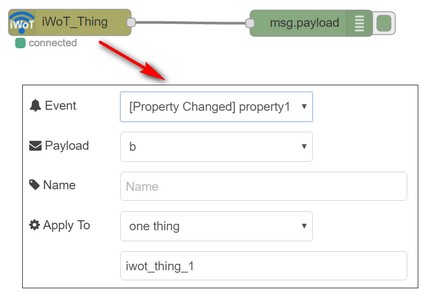 iWoT iWoT_Thing
msg.payload
connected
Event
[Property Changed] property1
Payload
b
Name
Name
Apply To
one thing
iwot_thing_1